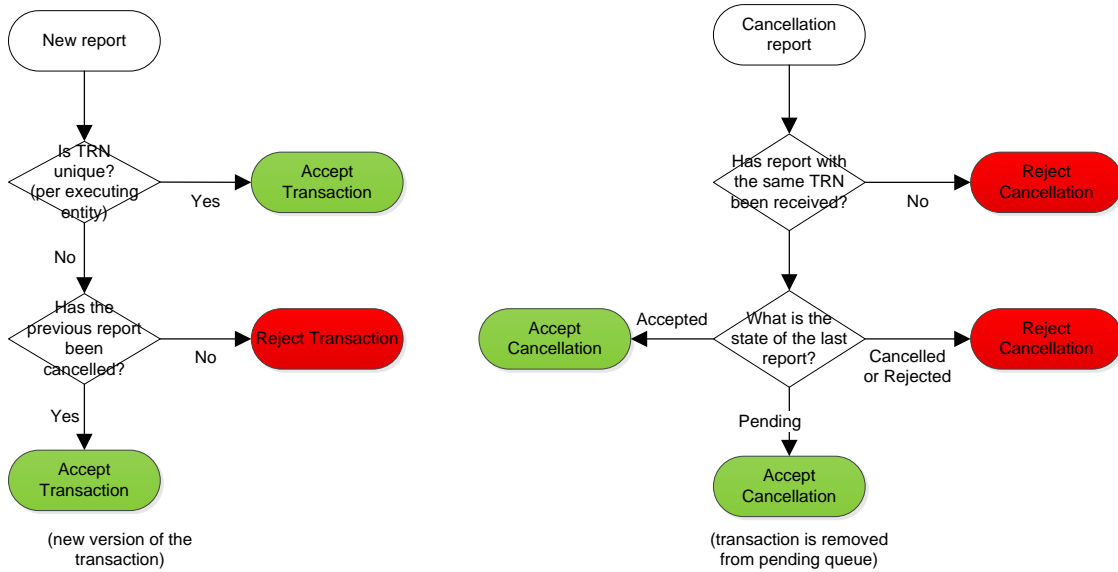 New report
Is TRN
unique?
(per executing
entity)
Yes
Accept
Transaction
No
Has the
previous report
been
cancelled?
No
Reject Transaction
Yes
Accept
Transaction
(new version of the
transaction)
Cancellation
report
Has report with
the same TRN
been received?
No
Reject
Cancellation
What is the
state of the last
report?
Accepted
Accept
Cancellation
Cancelled
or Rejected
Reject
Cancellation
Pending
Accept
Cancellation
(transaction is removed
from pending queue)